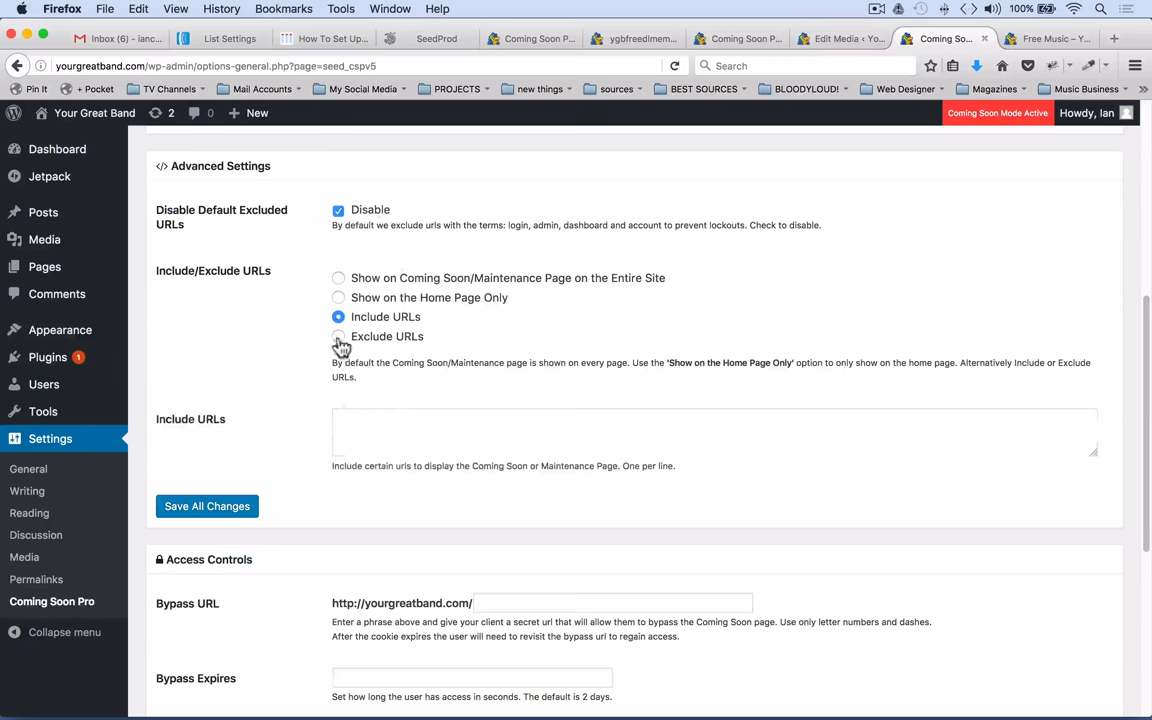 Firefox File Edit View History Bookmarks Tools Window Help 100%
Inbox (6) - ianc... List Settings How To Set Up... SeedProd Coming Soon P... ygbfreedlmem... Coming Soon P... Edit Media ‹ You... Coming So... Free Music – Y...
yourgreatband.com/wp-admin/options-general.php?page=seed_cspv5 Search
Pin It + Pocket TV Channels Mail Accounts My Social Media PROJECTS new things sources BEST SOURCES BLOODYLOUD! Web Designer Magazines Music Business
Your Great Band 2 0 New Coming Soon Mode Active Howdy, Ian
Dashboard
Jetpack
Posts
Media
Pages
Comments
Appearance
Plugins 1
Users
Tools
Settings
General
Writing
Reading
Discussion
Media
Permalinks
Coming Soon Pro
Collapse menu
</> Advanced Settings
Disable Default Excluded
URLs
Disable
By default we exclude urls with the terms: login, admin, dashboard and account to prevent lockouts. Check to disable.
Include/Exclude URLs
Show on Coming Soon/Maintenance Page on the Entire Site
Show on the Home Page Only
Include URLs
Exclude URLs
By default the Coming Soon/Maintenance page is shown on every page. Use the 'Show on the Home Page Only' option to only show on the home page. Alternatively Include or Exclude
URLs.
Include URLs
Include certain urls to display the Coming Soon or Maintenance Page. One per line.
Save All Changes
Access Controls
Bypass URL
http://yourgreatband.com/
Enter a phrase above and give your client a secret url that will allow them to bypass the Coming Soon page. Use only letter numbers and dashes.
After the cookie expires the user will need to revisit the bypass url to regain access.
Bypass Expires
Set how long the user has access in seconds. The default is 2 days.